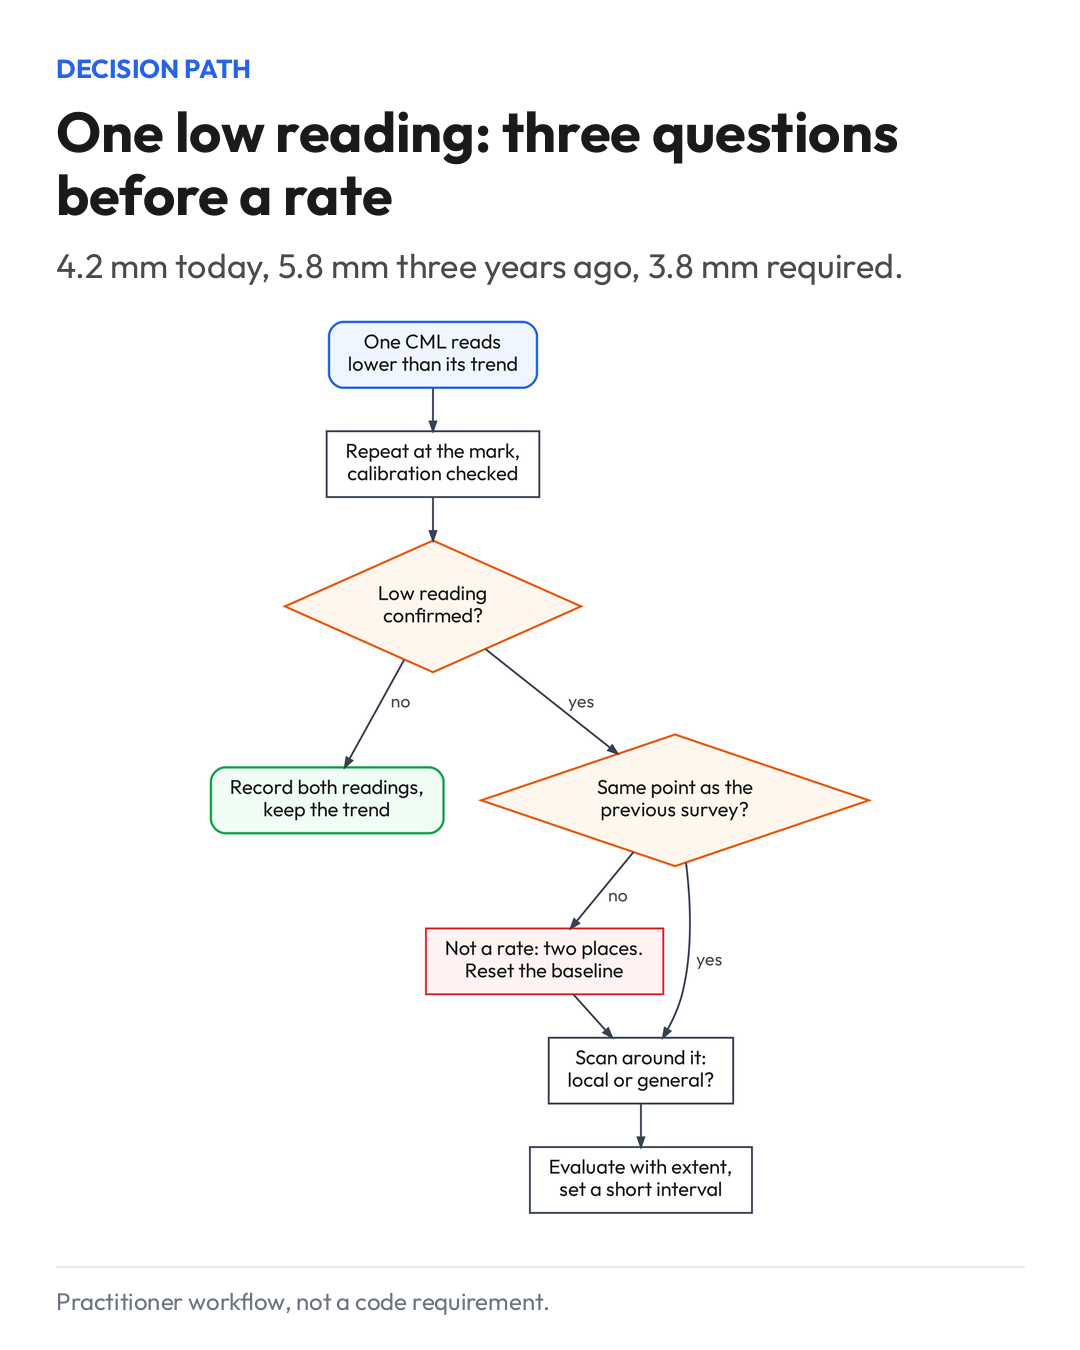 DECISION PATH
One low reading: three questions
before a rate
4.2 mm today, 5.8 mm three years ago, 3.8 mm required.
One CML reads
lower than its trend
Repeat at the mark,
calibration checked
Low reading
confirmed?
no
yes
Record both readings,
keep the trend
Same point as the
previous survey?
no
Not a rate: two places.
Reset the baseline
yes
Scan around it:
local or general?
Evaluate with extent,
set a short interval
Practitioner workflow, not a code requirement.